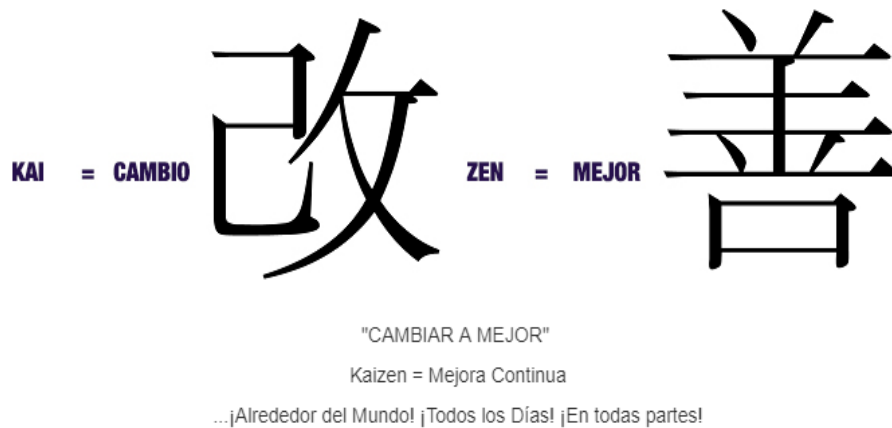 KAI = CAMBIO 改 ZEN = MEJOR 善
"CAMBIAR A MEJOR"
Kaizen = Mejora Continua
...¡Alrededor del Mundo! ¡Todos los Días! ¡En todas partes!